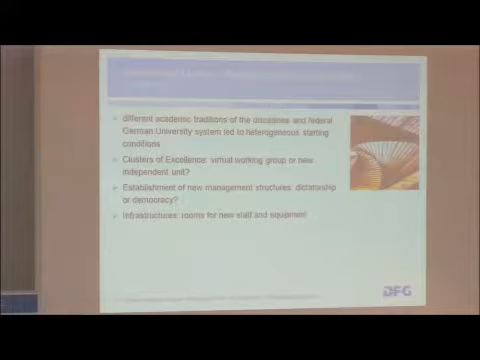 different academic traditions of the disciplines and federal
German University system led to heterogeneous starting
conditions
Clusters of Excellence: virtual working group or new
independent unit?
Establishment of new management structures: dictatorship
or democracy?
Infrastructures: rooms for new staff and equipment
DFG